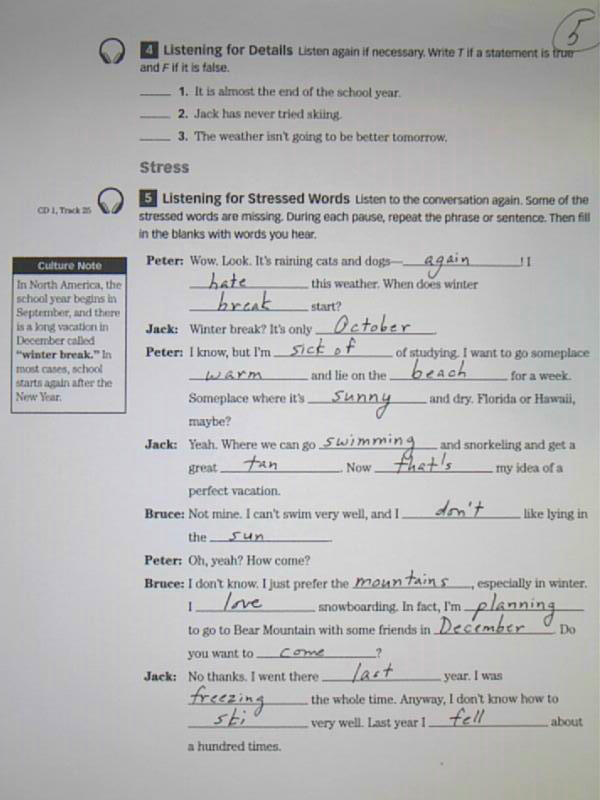 5
4 Listening for Details Listen again if necessary. Write T if a statement is true
and F if it is false.
____ 1. It is almost the end of the school year.
____ 2. Jack has never tried skiing.
____ 3. The weather isn't going to be better tomorrow.
Stress
CD 1, Track 25
5 Listening for Stressed Words Listen to the conversation again. Some of the
stressed words are missing. During each pause, repeat the phrase or sentence. Then fill
in the blanks with words you hear.
Culture Note
In North America, the
school year begins in
September, and there
is a long vacation in
December called
"winter break." In
most cases, school
starts again after the
New Year.
Peter: Wow. Look. It's raining cats and dogs—again! I
hate this weather. When does winter
break start?
Jack: Winter break? It's only October.
Peter: I know, but I'm sick of of studying. I want to go someplace
warm and lie on the beach for a week.
Someplace where it's sunny and dry. Florida or Hawaii,
maybe?
Jack: Yeah. Where we can go swimming and snorkeling and get a
great tan. Now that's my idea of a
perfect vacation.
Bruce: Not mine. I can't swim very well, and I don't like lying in
the sun.
Peter: Oh, yeah? How come?
Bruce: I don't know. I just prefer the mountains, especially in winter.
I love snowboarding. In fact, I'm planning
to go to Bear Mountain with some friends in December. Do
you want to come?
Jack: No thanks. I went there last year. I was
freezing the whole time. Anyway, I don't know how to
ski very well. Last year I fell about
a hundred times.